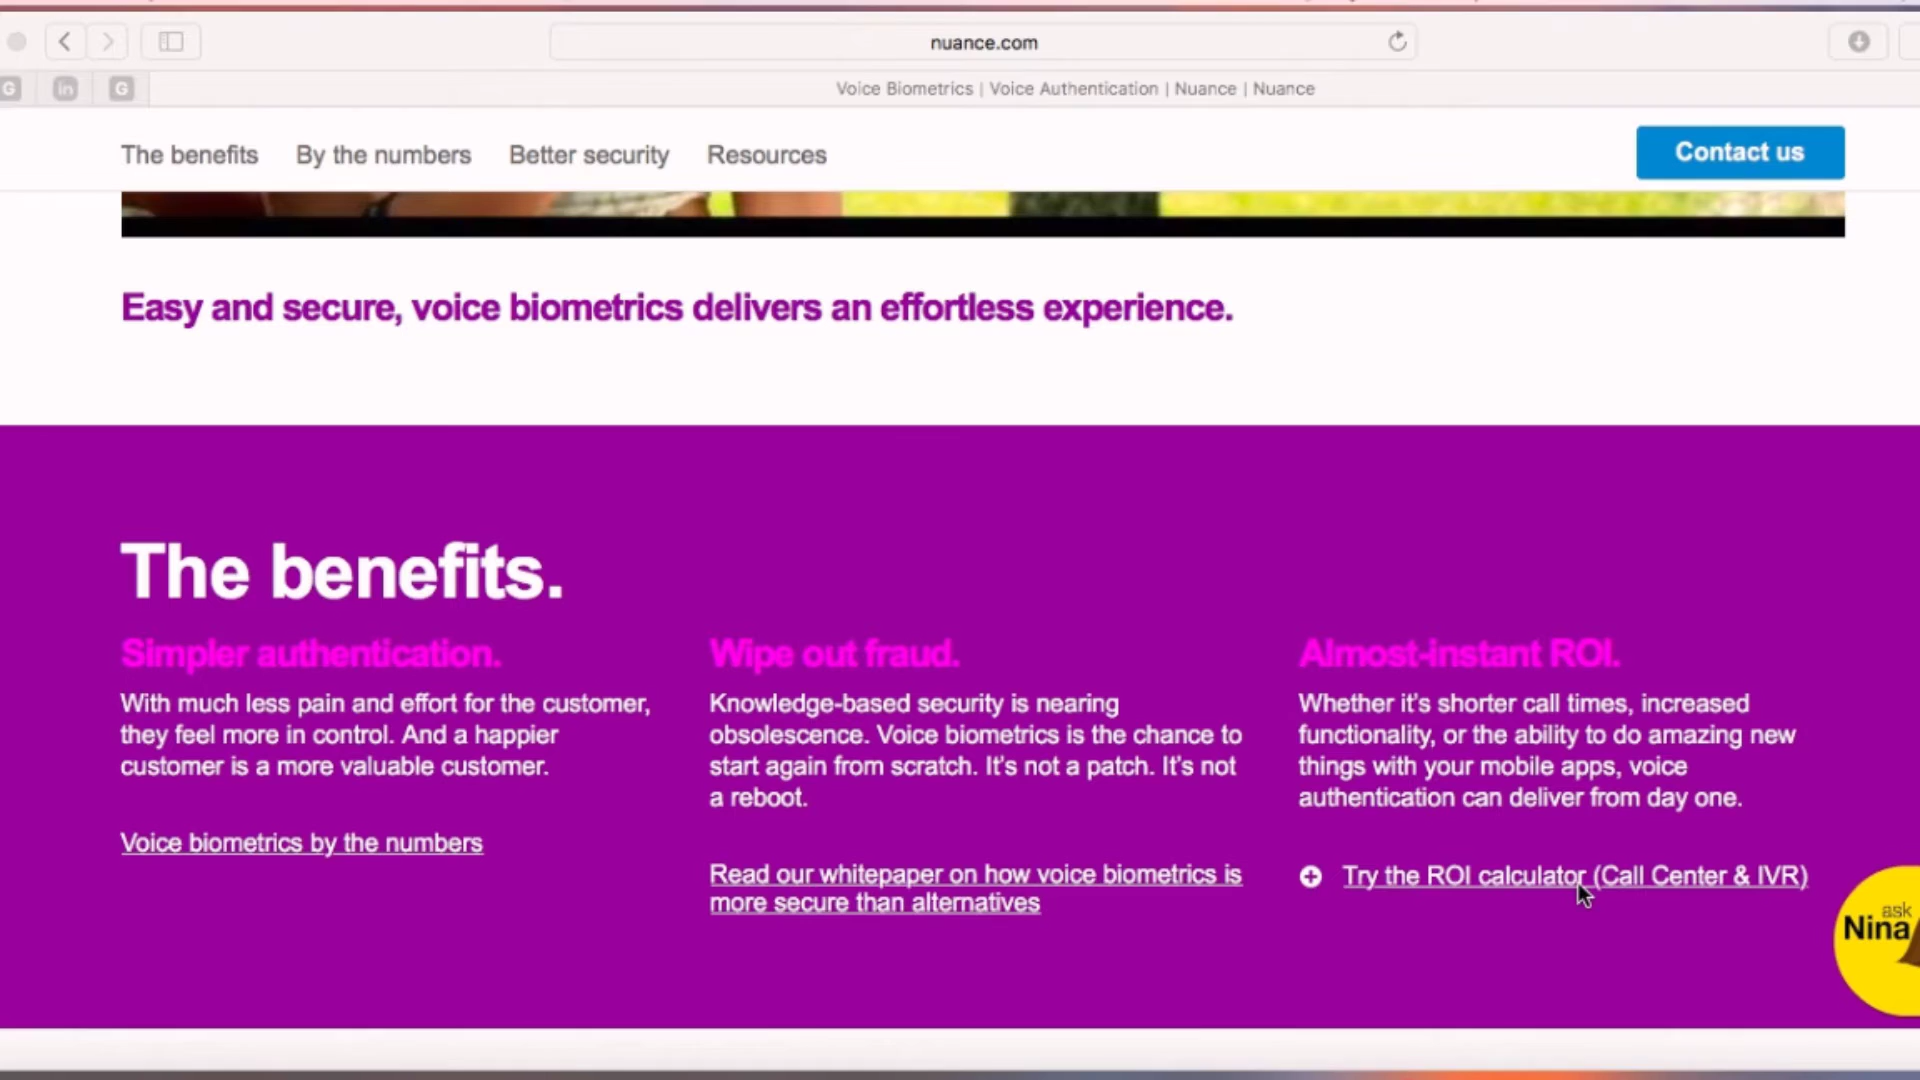 nuance.com
G
in
G
Voice Biometrics | Voice Authentication | Nuance | Nuance
The benefits
By the numbers
Better security
Resources
Contact us
Easy and secure, voice biometrics delivers an effortless experience.
The benefits.
Simpler authentication.
With much less pain and effort for the customer,
they feel more in control. And a happier
customer is a more valuable customer.
Voice biometrics by the numbers
Wipe out fraud.
Knowledge-based security is nearing
obsolescence. Voice biometrics is the chance to
start again from scratch. It's not a patch. It's not
a reboot.
Read our whitepaper on how voice biometrics is
more secure than alternatives
Almost-instant ROI.
Whether it's shorter call times, increased
functionality, or the ability to do amazing new
things with your mobile apps, voice
authentication can deliver from day one.
Try the ROI calculator (Call Center & IVR)
ask
Nina